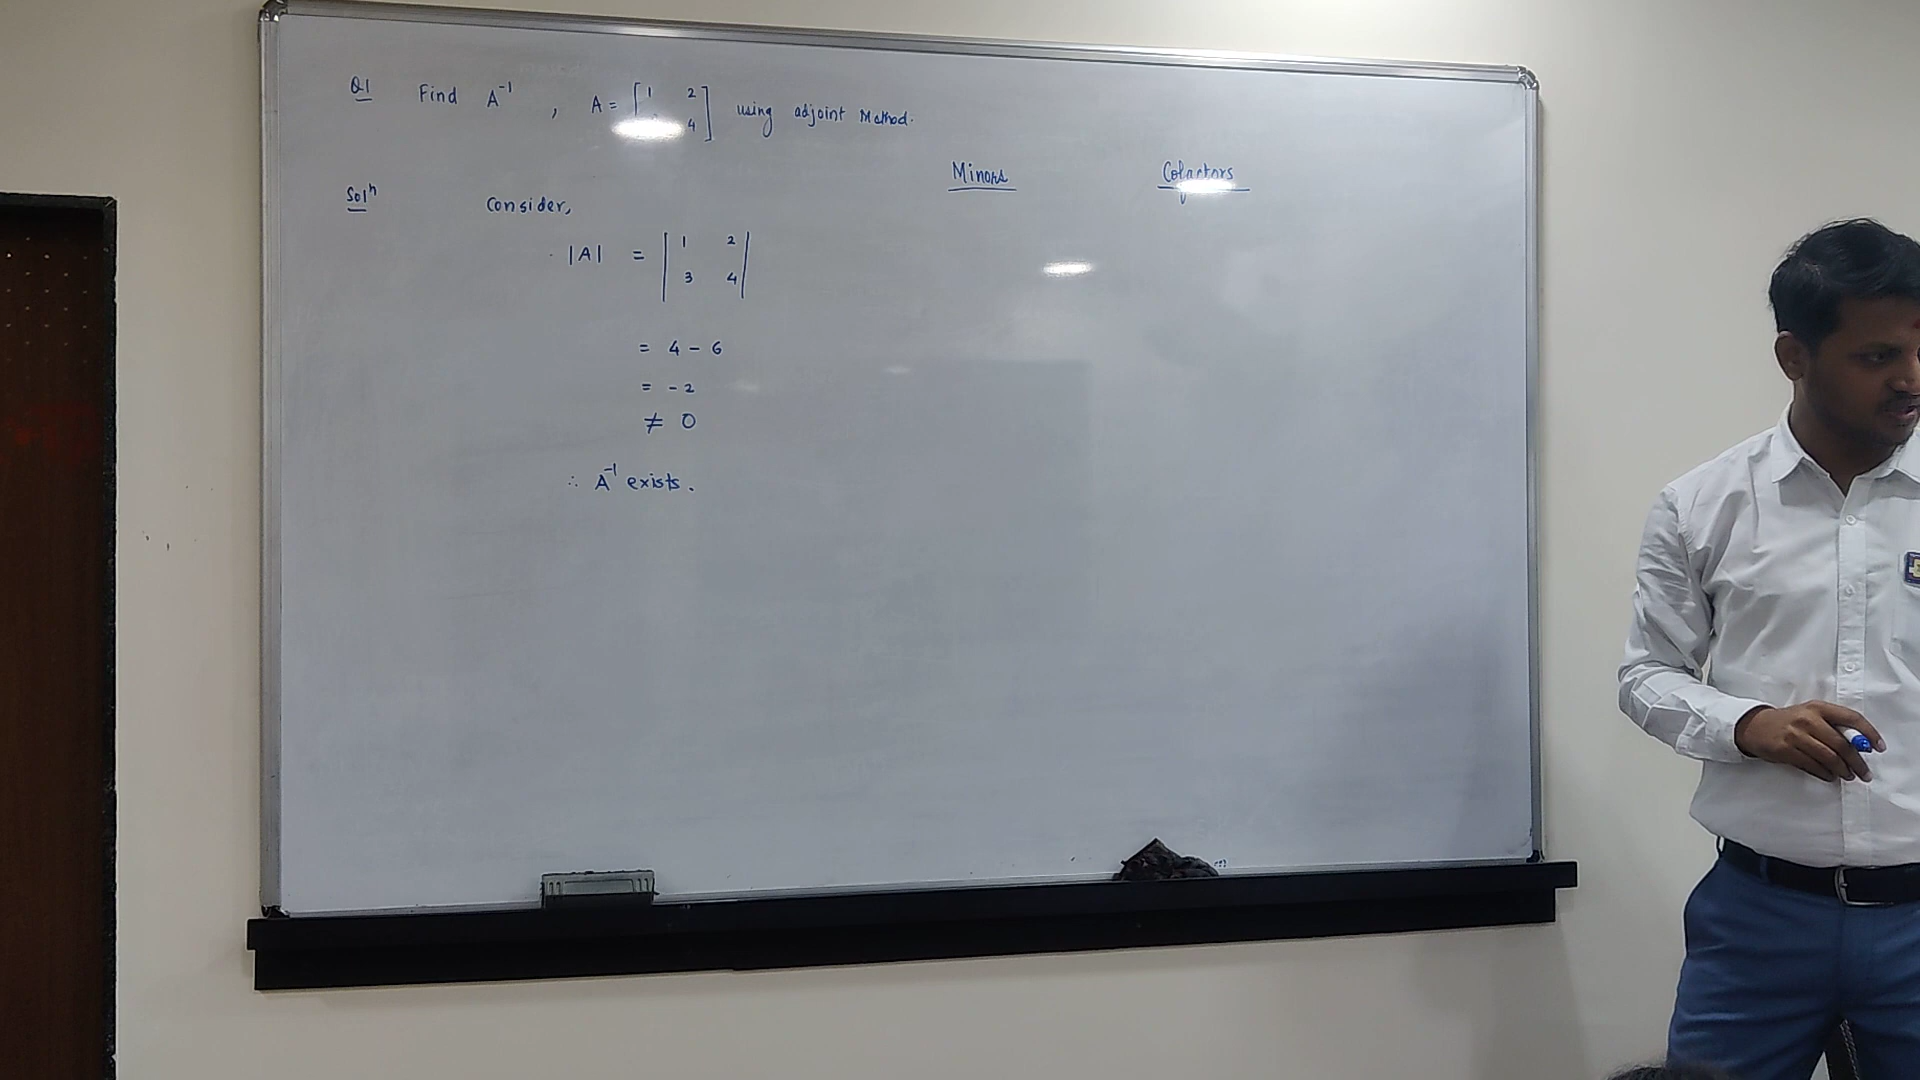 Q1 Find A⁻¹ , A = [ 1 2
4 ] using adjoint Method.
Minors Cofactors
Solⁿ Consider,
|A| = | 1 2 |
| 3 4 |
= 4 - 6
= - 2
≠ 0
∴ A⁻¹ exists.